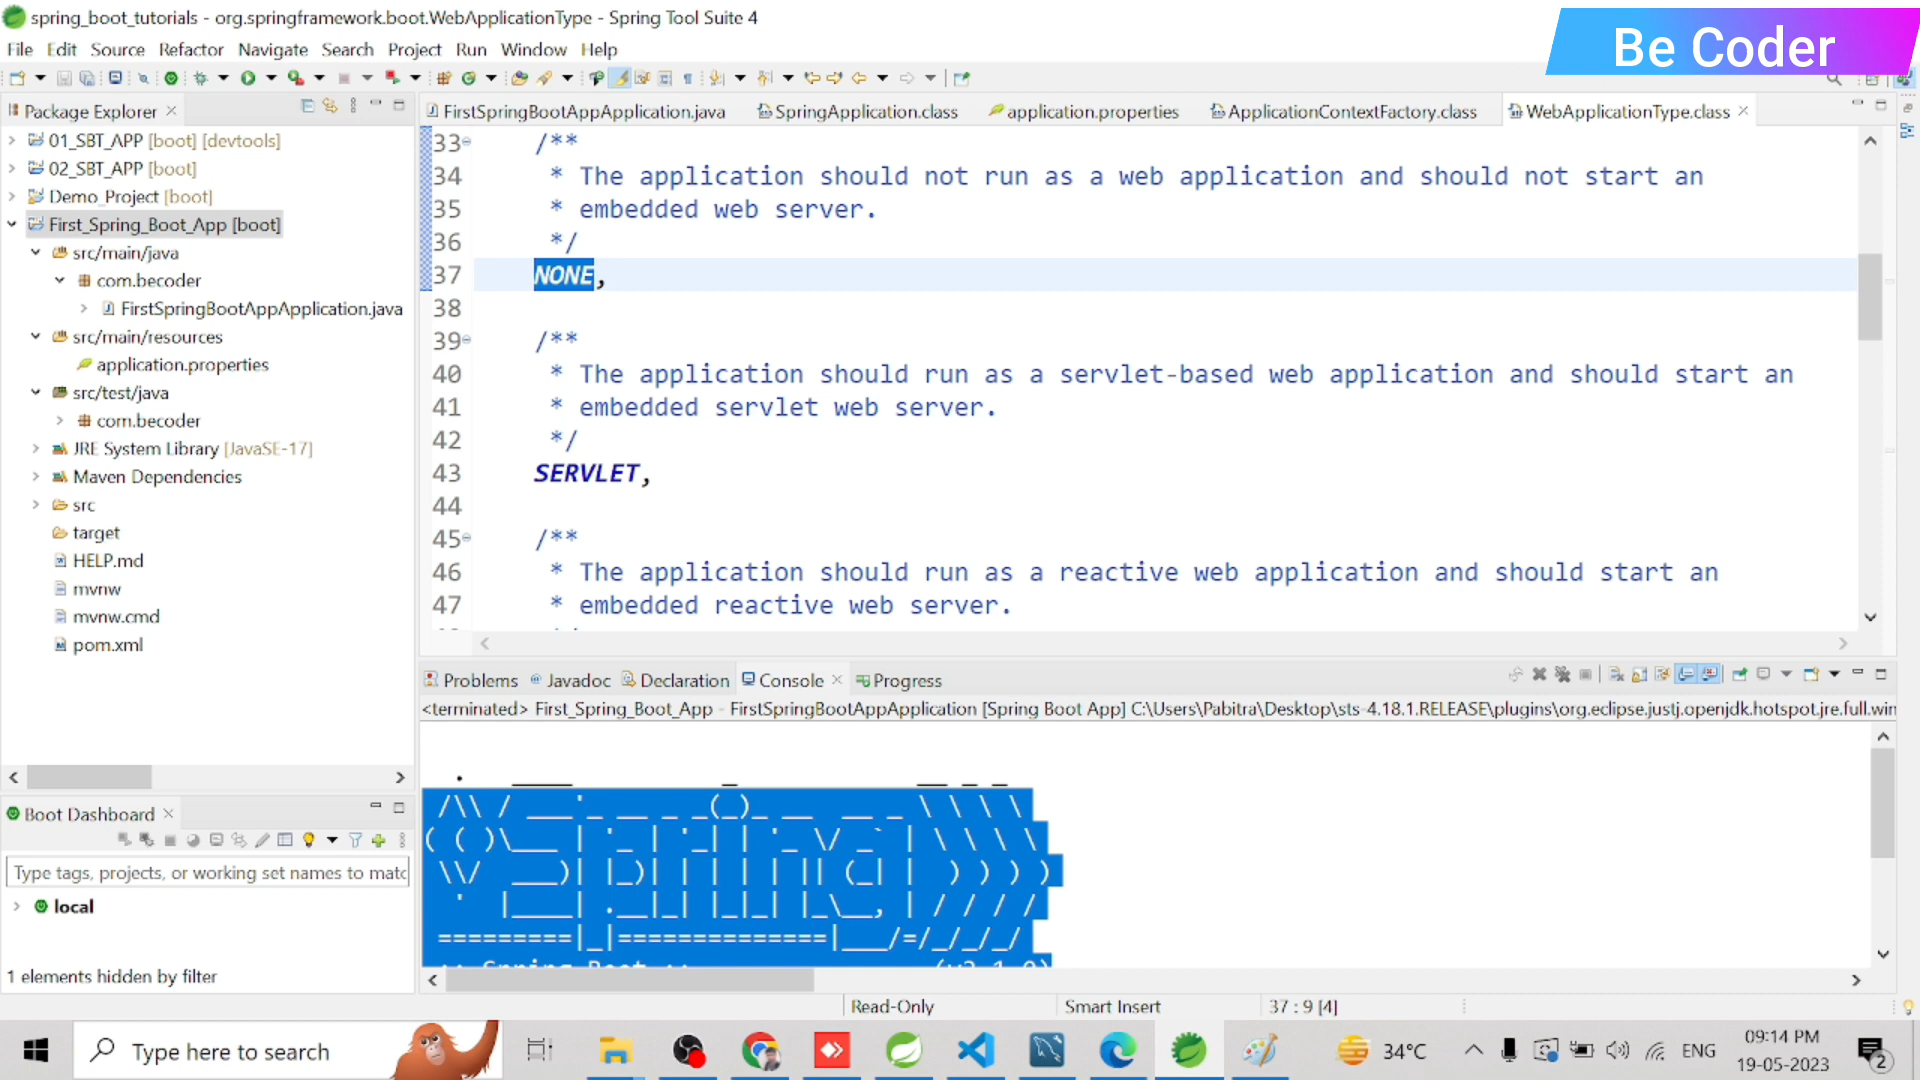 spring_boot_tutorials - org.springframework.boot.WebApplicationType - Spring Tool Suite 4
Be Coder
File Edit Source Refactor Navigate Search Project Run Window Help
Package Explorer
FirstSpringBootAppApplication.java SpringApplication.class application.properties ApplicationContextFactory.class WebApplicationType.class
01_SBT_APP [boot] [devtools]
02_SBT_APP [boot]
Demo_Project [boot]
First_Spring_Boot_App [boot]
src/main/java
com.becoder
FirstSpringBootAppApplication.java
src/main/resources
application.properties
src/test/java
com.becoder
JRE System Library [JavaSE-17]
Maven Dependencies
src
target
HELP.md
mvnw
mvnw.cmd
pom.xml
33 /**
34 * The application should not run as a web application and should not start an
35 * embedded web server.
36 */
37 NONE,
38
39 /**
40 * The application should run as a servlet-based web application and should start an
41 * embedded servlet web server.
42 */
43 SERVLET,
44
45 /**
46 * The application should run as a reactive web application and should start an
47 * embedded reactive web server.
Problems Javadoc Declaration Console Progress
<terminated> First_Spring_Boot_App - FirstSpringBootAppApplication [Spring Boot App] C:\Users\Pabitra\Desktop\sts-4.18.1.RELEASE\plugins\org.eclipse.justj.openjdk.hotspot.jre.full.win
Spring
:: Spring Boot :: (v3.1.0)
Boot Dashboard
Type tags, projects, or working set names to matc
local
1 elements hidden by filter
Read-Only Smart Insert 37 : 9 [4]
Type here to search
34°C ENG
09:14 PM
19-05-2023
2